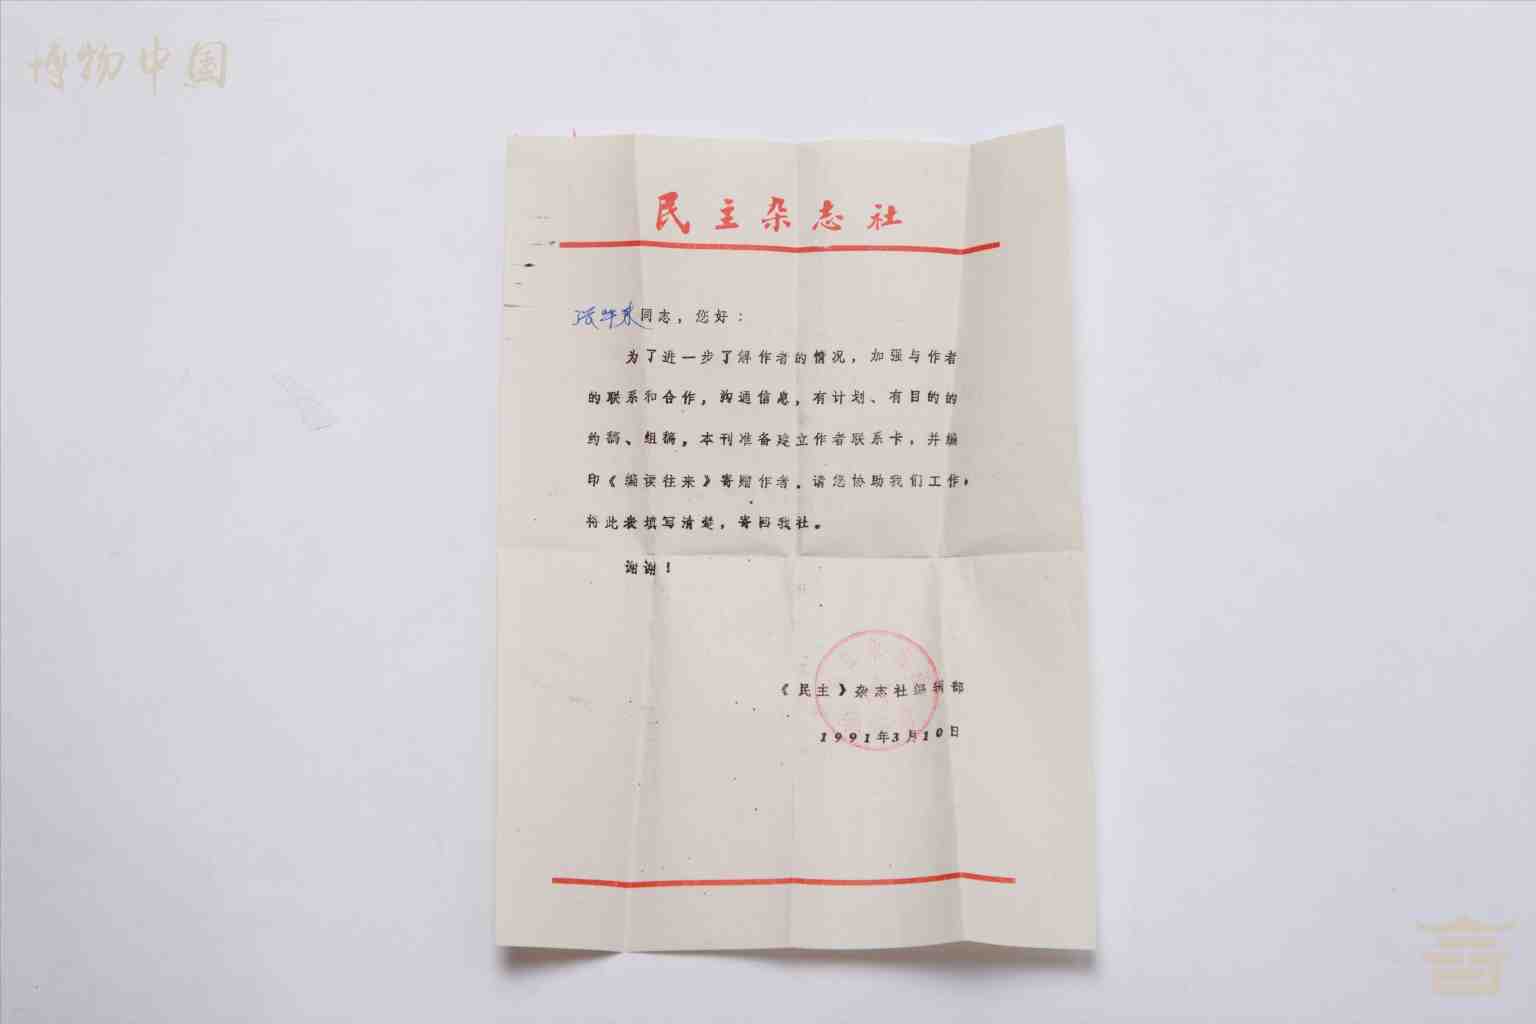 博物中国
民主杂志社
张华来同志，您好：
为了进一步了解作者的情况，加强与作者
的联系和合作，沟通信息，有计划、有目的的
约稿、组稿，本刊准备建立作者联系卡，并编
印《编读往来》寄赠作者。请您协助我们工作，
将此表填写清楚，寄回我社。
谢谢！
《民主》杂志社编辑部
1991年3月10日